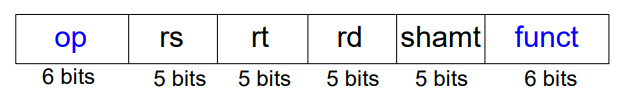 op rs rt rd shamt funct
6 bits 5 bits 5 bits 5 bits 5 bits 6 bits